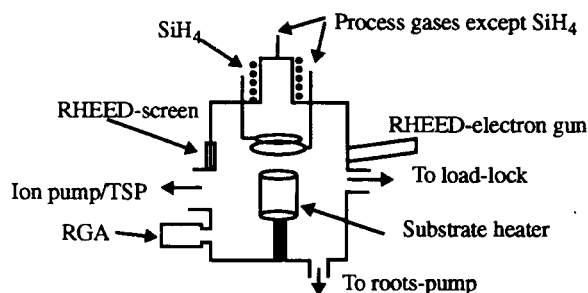 SiH4
Process gases except SiH4
RHEED-screen
RHEED-electron gun
Ion pump/TSP
To load-lock
RGA
Substrate heater
To roots-pump